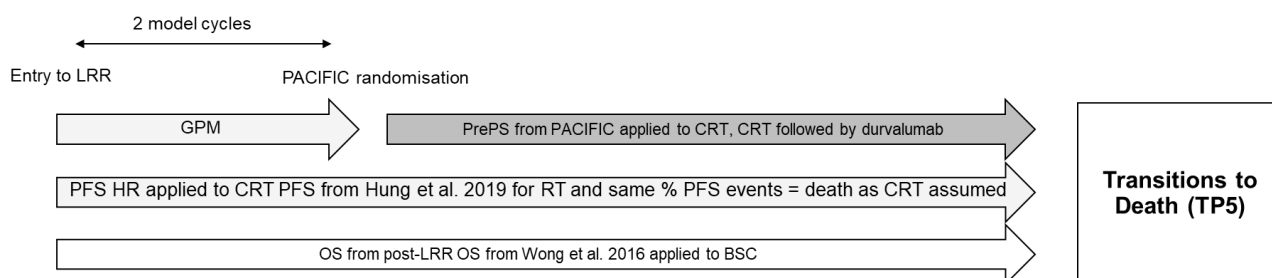 2 model cycles
Entry to LRR
PACIFIC randomisation
GPM
PrePS from PACIFIC applied to CRT, CRT followed by durvalumab
PFS HR applied to CRT PFS from Hung et al. 2019 for RT and same % PFS events = death as CRT assumed
OS from post-LRR OS from Wong et al. 2016 applied to BSC
Transitions to
Death (TP5)